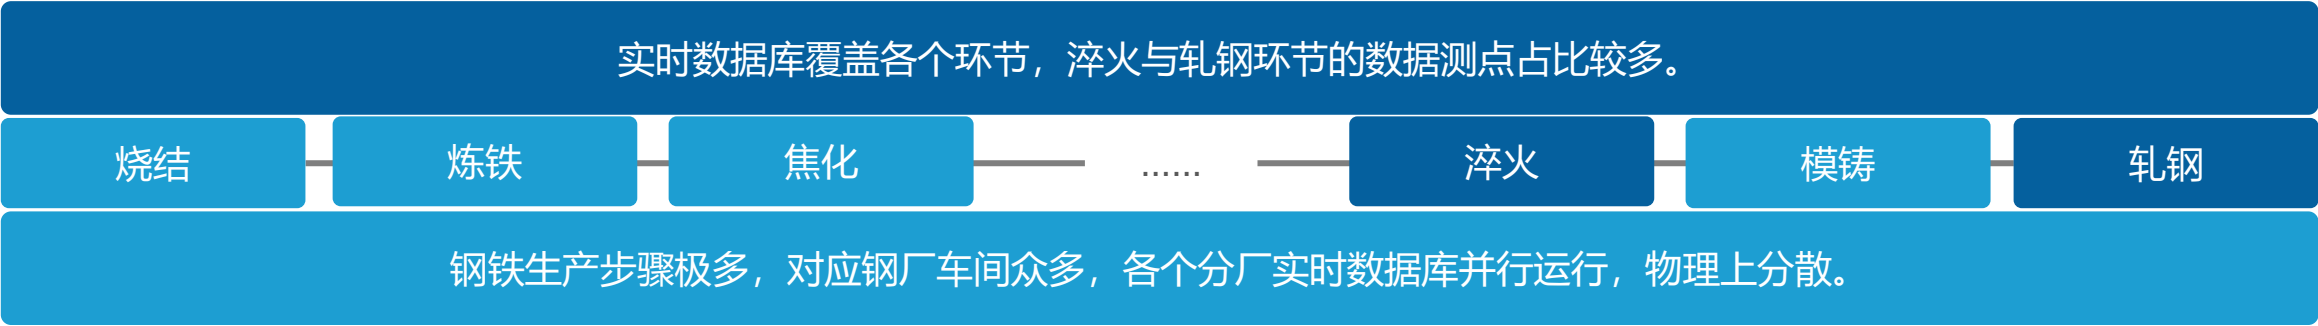 实时数据库覆盖各个环节，淬火与轧钢环节的数据测点占比较多。
烧结 炼铁 焦化 …… 淬火 模铸 轧钢
钢铁生产步骤极多，对应钢厂车间众多，各个分厂实时数据库并行运行，物理上分散。